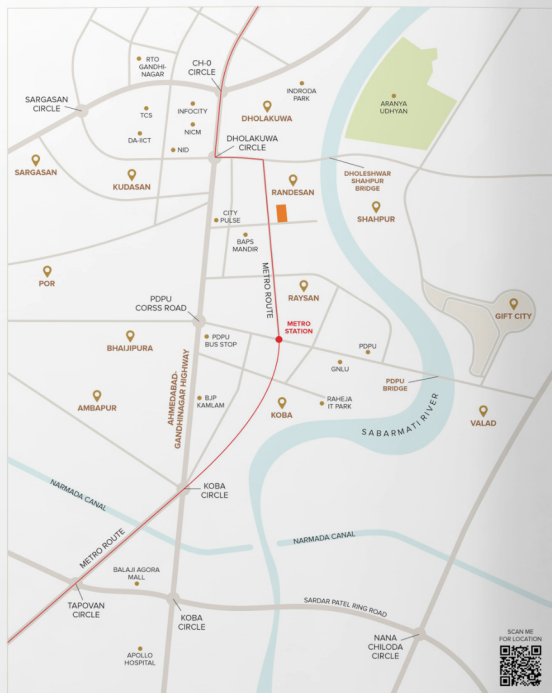 RTO
GANDHI-
NAGAR
CH-0
CIRCLE
INDRODA
PARK
ARANYA
UDHYAN
SARGASAN
CIRCLE
TCS
INFOCITY
DHOLAKUWA
NICM
DA-IICT
DHOLAKUWA
CIRCLE
NID
SARGASAN
KUDASAN
RANDESAN
DHOLESHWAR
SHAHPUR
BRIDGE
SHAHPUR
CITY
PULSE
BAPS
MANDIR
POR
METRO ROUTE
RAYSAN
GIFT CITY
PDPU
CORSS ROAD
METRO
STATION
BHAIJIPURA
PDPU
BUS STOP
PDPU
GNLU
PDPU
BRIDGE
AHMEDABAD-
GANDHINAGAR HIGHWAY
AMBAPUR
BJP
KAMLAM
KOBA
RAHEJA
IT PARK
SABARMATI RIVER
VALAD
NARMADA CANAL
KOBA
CIRCLE
METRO ROUTE
NARMADA CANAL
BALAJI AGORA
MALL
TAPOVAN
CIRCLE
KOBA
CIRCLE
SARDAR PATEL RING ROAD
NANA
CHILODA
CIRCLE
APOLLO
HOSPITAL
SCAN ME
FOR LOCATION